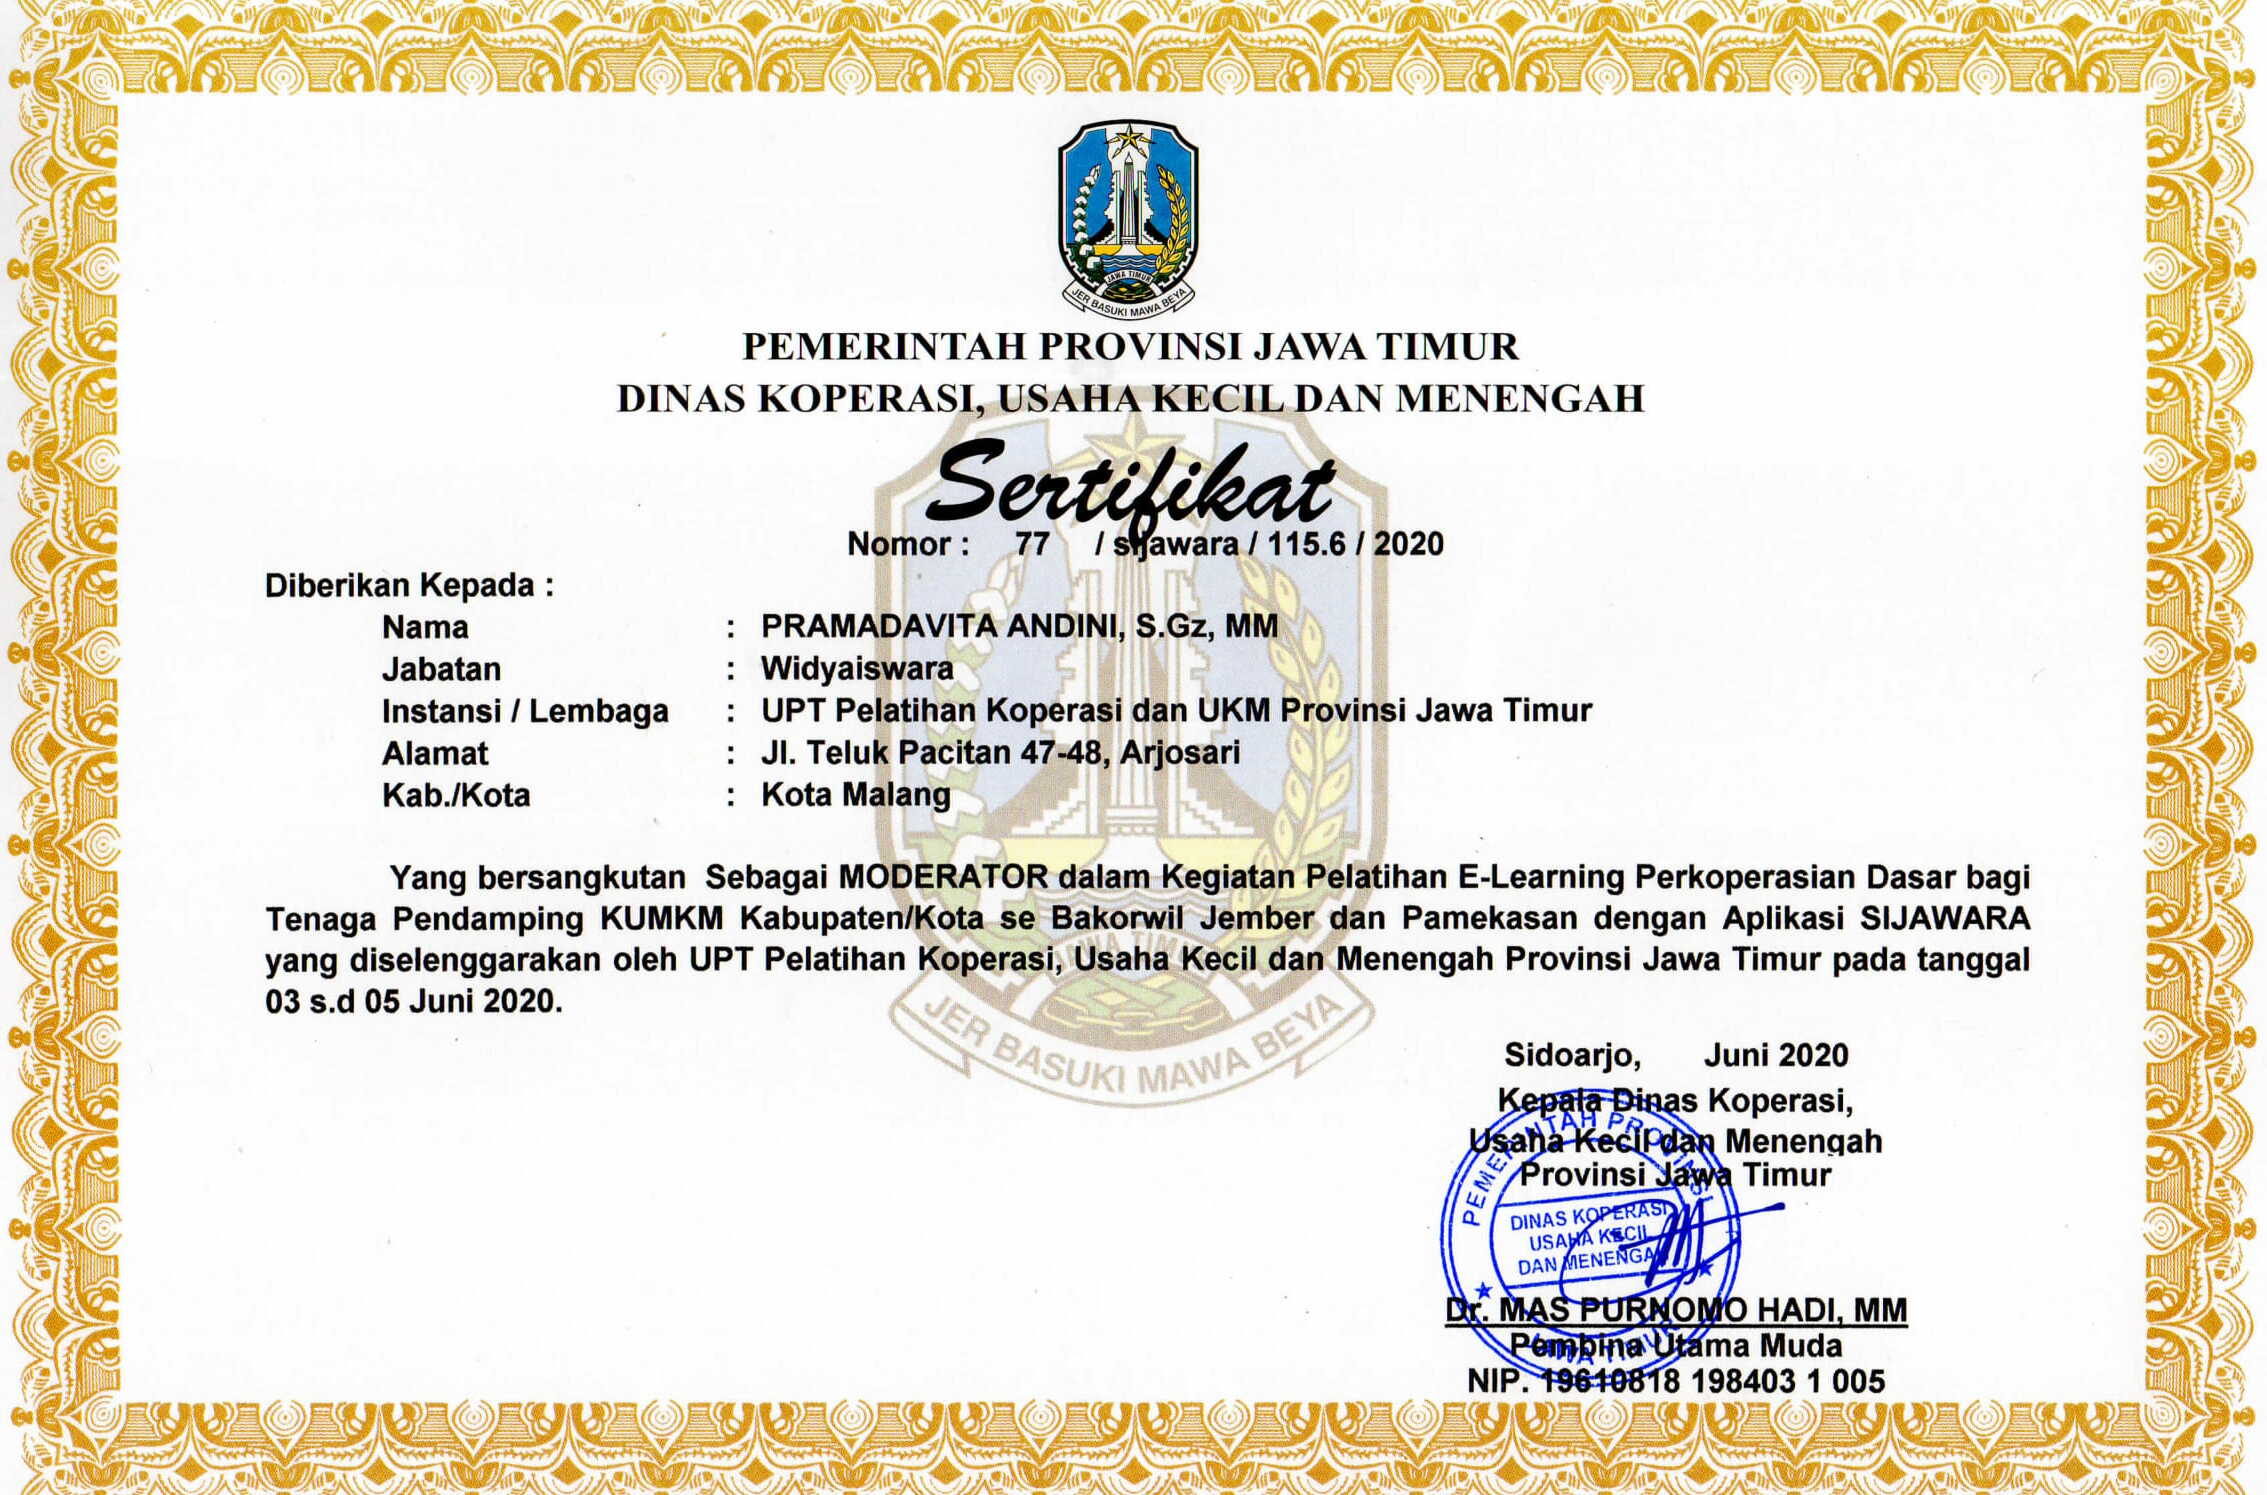 JAWA TIMUR
JER BASUKI MAWA BEYA
PEMERINTAH PROVINSI JAWA TIMUR
DINAS KOPERASI, USAHA KECIL DAN MENENGAH
Sertifikat
Nomor : 77 / sijawara / 115.6 / 2020
Diberikan Kepada :
Nama : PRAMADAVITA ANDINI, S.Gz, MM
Jabatan : Widyaiswara
Instansi / Lembaga : UPT Pelatihan Koperasi dan UKM Provinsi Jawa Timur
Alamat : Jl. Teluk Pacitan 47-48, Arjosari
Kab./Kota : Kota Malang
Yang bersangkutan Sebagai MODERATOR dalam Kegiatan Pelatihan E-Learning Perkoperasian Dasar bagi
Tenaga Pendamping KUMKM Kabupaten/Kota se Bakorwil Jember dan Pamekasan dengan Aplikasi SIJAWARA
yang diselenggarakan oleh UPT Pelatihan Koperasi, Usaha Kecil dan Menengah Provinsi Jawa Timur pada tanggal
03 s.d 05 Juni 2020.
JAWA TIMUR
JER BASUKI MAWA BEYA
Sidoarjo, Juni 2020
Kepala Dinas Koperasi,
Usaha Kecil dan Menengah
Provinsi Jawa Timur
PEMERINTAH PROVINSI
DINAS KOPERASI
USAHA KECIL
DAN MENENGAH
JAWA TIMUR
Dr. MAS PURNOMO HADI, MM
Pembina Utama Muda
NIP. 19610818 198403 1 005